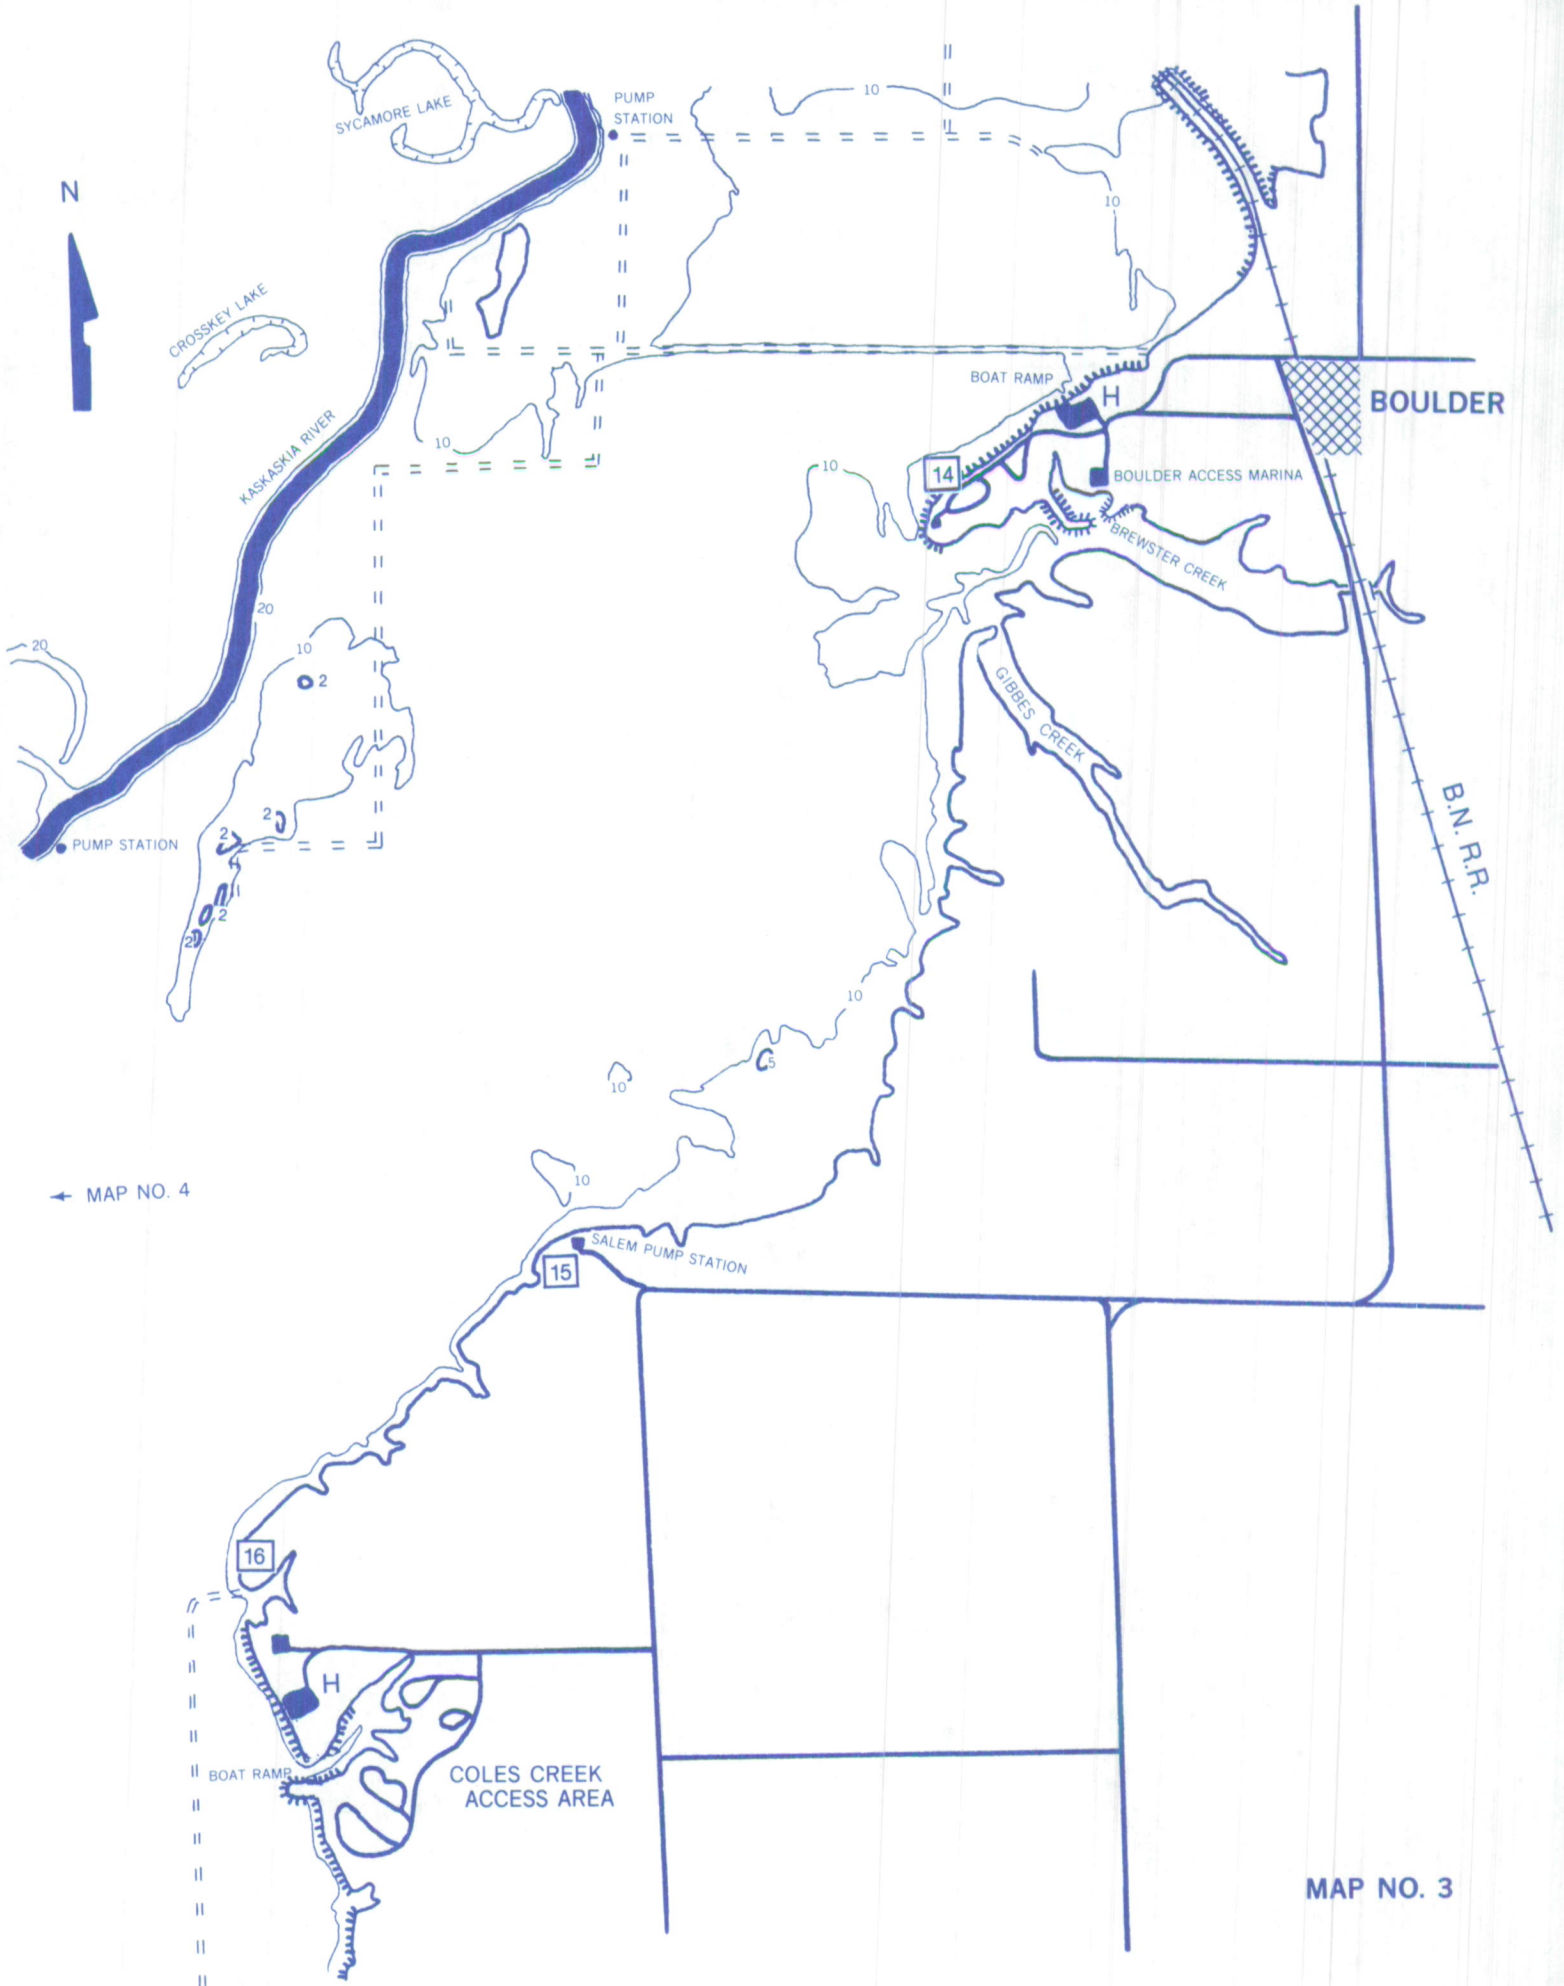 SYCAMORE LAKE
PUMP
STATION
10
N
10
CROSSKEY LAKE
BOAT RAMP
H
BOULDER
KASKASKIA RIVER
10
10
14
BOULDER ACCESS MARINA
BREWSTER CREEK
20
20
10
2
GIBBES CREEK
B.N. R.R.
2
2
PUMP STATION
2
2
10
5
10
10
← MAP NO. 4
SALEM PUMP STATION
15
16
H
BOAT RAMP
COLES CREEK
ACCESS AREA
MAP NO. 3